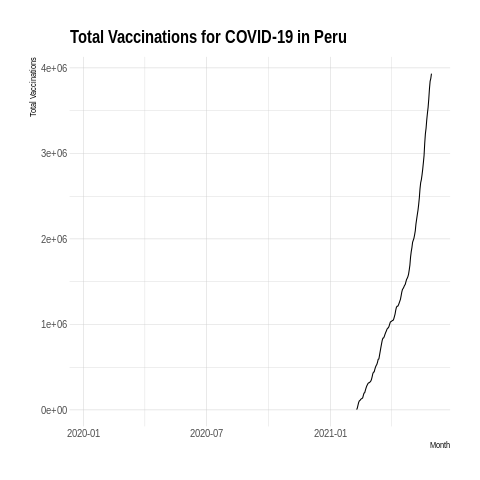 Total Vaccinations for COVID-19 in Peru
Total Vaccinations
4e+06
3e+06
2e+06
1e+06
0e+00
2020-01 2020-07 2021-01
Month